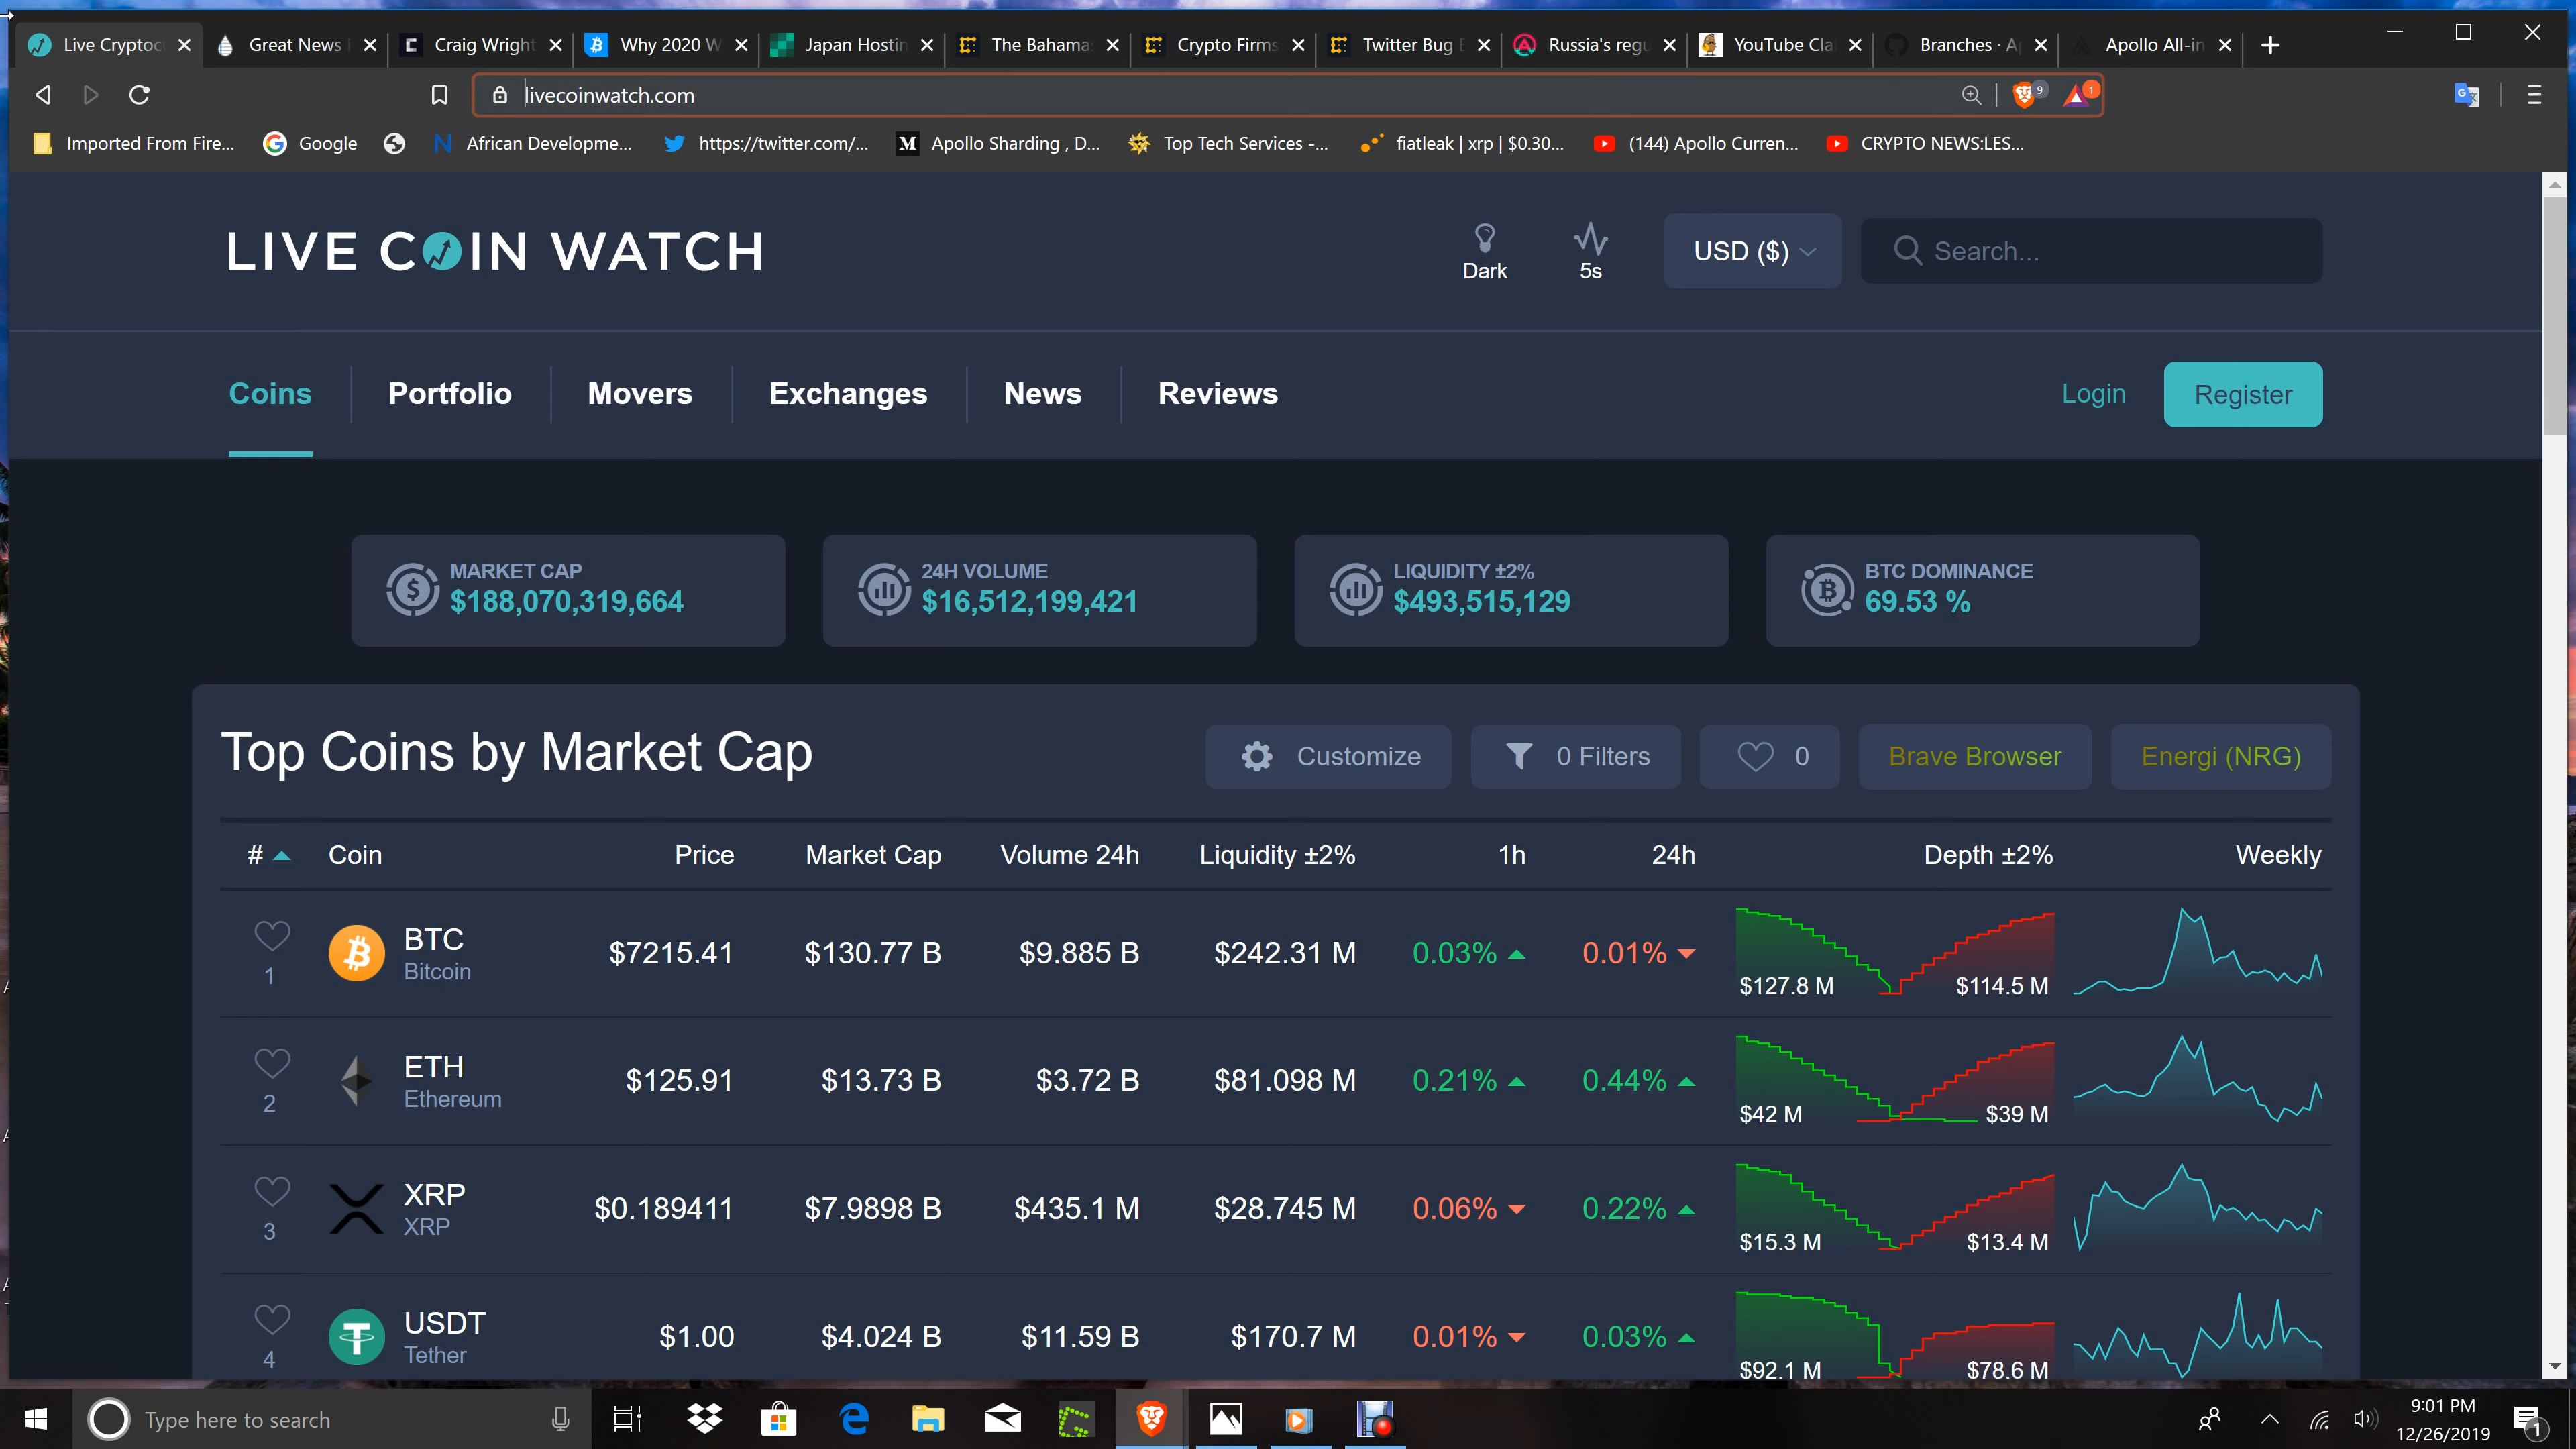 Live Cryptoc
Great News
Craig Wright
Why 2020 W
Japan Hostin
The Bahama
Crypto Firms
Twitter Bug
Russia's regu
YouTube Cla
Branches · A
Apollo All-in
livecoinwatch.com
9
1
Imported From Fire...
Google
African Developme...
https://twitter.com/...
Apollo Sharding , D...
Top Tech Services -...
fiatleak | xrp | $0.30...
(144) Apollo Curren...
CRYPTO NEWS:LES...
LIVE COIN WATCH
Dark
5s
USD ($)
Search...
Coins
Portfolio
Movers
Exchanges
News
Reviews
Login
Register
MARKET CAP
$188,070,319,664
24H VOLUME
$16,512,199,421
LIQUIDITY ±2%
$493,515,129
BTC DOMINANCE
69.53 %
Top Coins by Market Cap
Customize
0 Filters
0
Brave Browser
Energi (NRG)
# Coin Price Market Cap Volume 24h Liquidity ±2% 1h 24h Depth ±2% Weekly
1 BTC Bitcoin $7215.41 $130.77 B $9.885 B $242.31 M 0.03% 0.01% $127.8 M $114.5 M
2 ETH Ethereum $125.91 $13.73 B $3.72 B $81.098 M 0.21% 0.44% $42 M $39 M
3 XRP XRP $0.189411 $7.9898 B $435.1 M $28.745 M 0.06% 0.22% $15.3 M $13.4 M
4 USDT Tether $1.00 $4.024 B $11.59 B $170.7 M 0.01% 0.03% $92.1 M $78.6 M
Type here to search
9:01 PM
12/26/2019
1